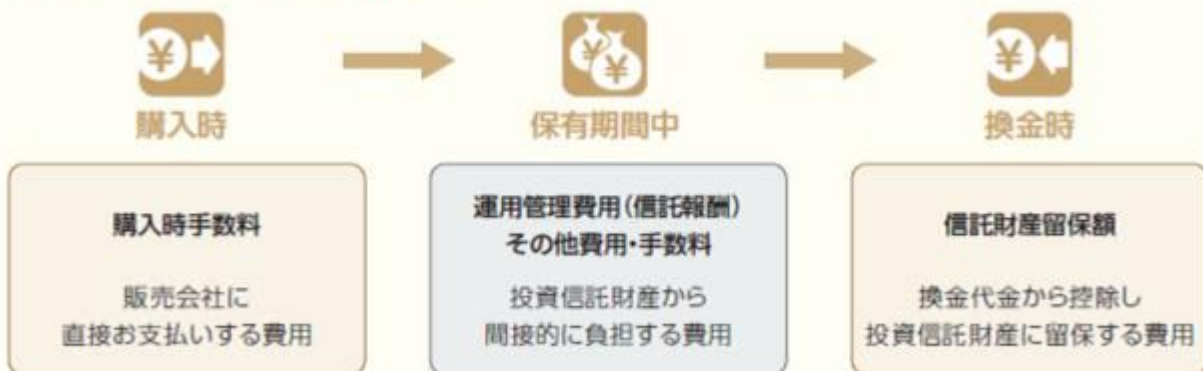 ¥
購入時
購入時手数料
販売会社に
直接お支払いする費用
¥ ¥
保有期間中
運用管理費用(信託報酬)
その他費用・手数料
投資信託財産から
間接的に負担する費用
¥
換金時
信託財産留保額
換金代金から控除し
投資信託財産に留保する費用